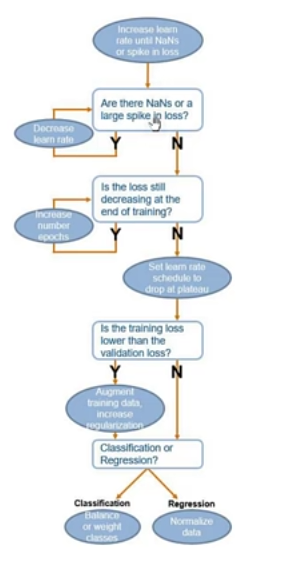 Increase learn
rate until NaNs
or spike in loss
Are there NaNs or a
large spike in loss?
Decrease
learn rate
Y N
Is the loss still
decreasing at the
end of training?
Increase
number
epochs
Y N
Set learn rate
schedule to
drop at plateau
Is the training loss
lower than the
validation loss?
Y N
Augment
training data,
increase
regularization
Classification or
Regression?
Classification Regression
Balance
or weight
classes
Normalize
data